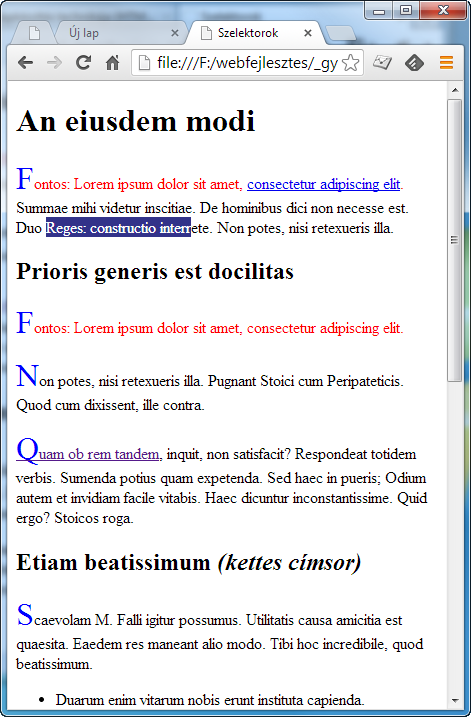 Új lap
Szelektorok
file:///F:/webfejlesztes/_gy
An eiusdem modi
Fontos: Lorem ipsum dolor sit amet, consectetur adipiscing elit.
Summae mihi videtur inscitiae. De hominibus dici non necesse est.
Duo Reges: constructio interrete. Non potes, nisi retexueris illa.
Prioris generis est docilitas
Fontos: Lorem ipsum dolor sit amet, consectetur adipiscing elit.
Non potes, nisi retexueris illa. Pugnant Stoici cum Peripateticis.
Quod cum dixissent, ille contra.
Quam ob rem tandem, inquit, non satisfacit? Respondeat totidem
verbis. Sumenda potius quam expetenda. Sed haec in pueris; Odium
autem et invidiam facile vitabis. Haec dicuntur inconstantissime. Quid
ergo? Stoicos roga.
Etiam beatissimum (kettes címsor)
Scaevolam M. Falli igitur possumus. Utilitatis causa amicitia est
quaesita. Eaedem res maneant alio modo. Tibi hoc incredibile, quod
beatissimum.
• Duarum enim vitarum nobis erunt instituta capienda.